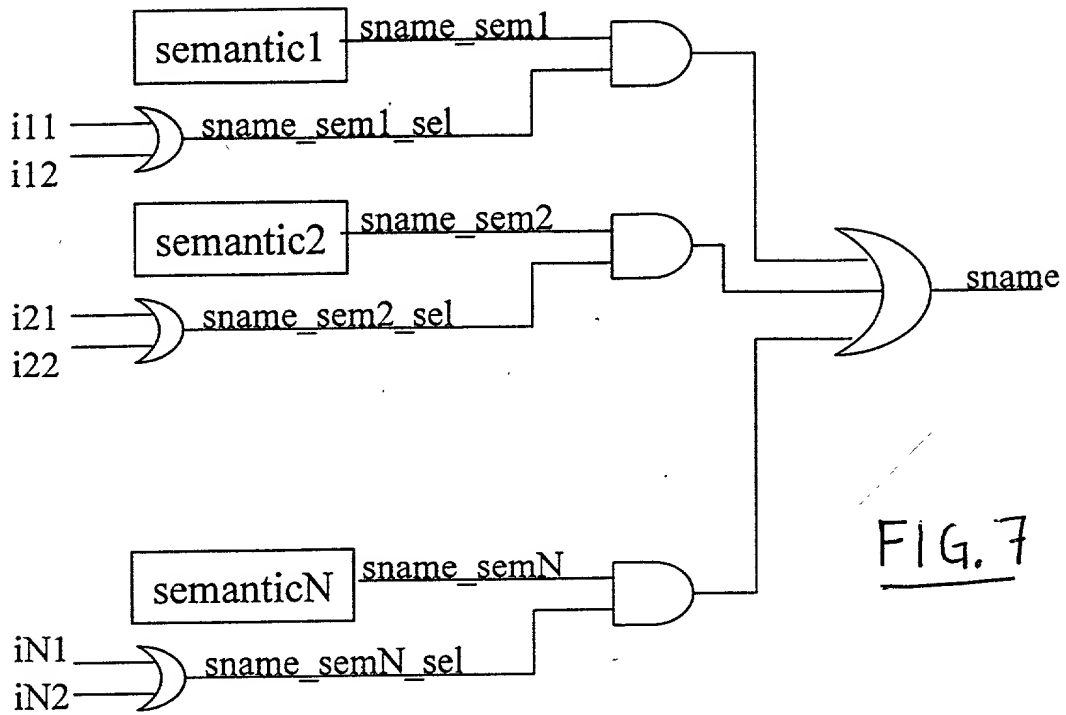 semantic1
sname_sem1
i11
i12
sname_sem1_sel
semantic2
sname_sem2
i21
i22
sname_sem2_sel
sname
semanticN
sname_semN
iN1
iN2
sname_semN_sel
FIG. 7